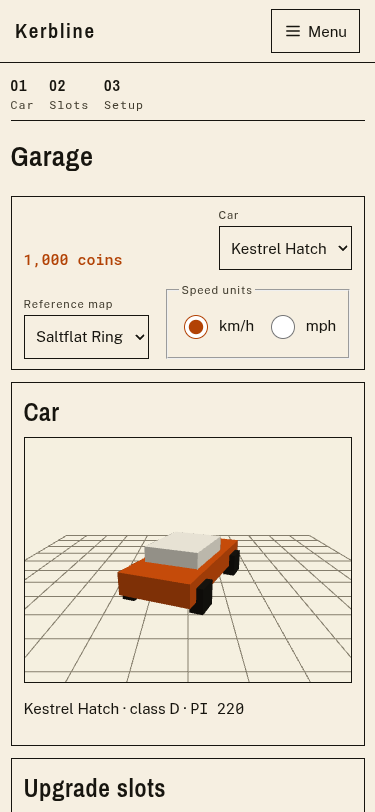 Kerbline
Menu
01 02 03
Car Slots Setup
Garage
Car
1,000 coins
Kestrel Hatch
Reference map
Speed units
Saltflat Ring
km/h mph
Car
Kestrel Hatch · class D · PI 220
Upgrade slots